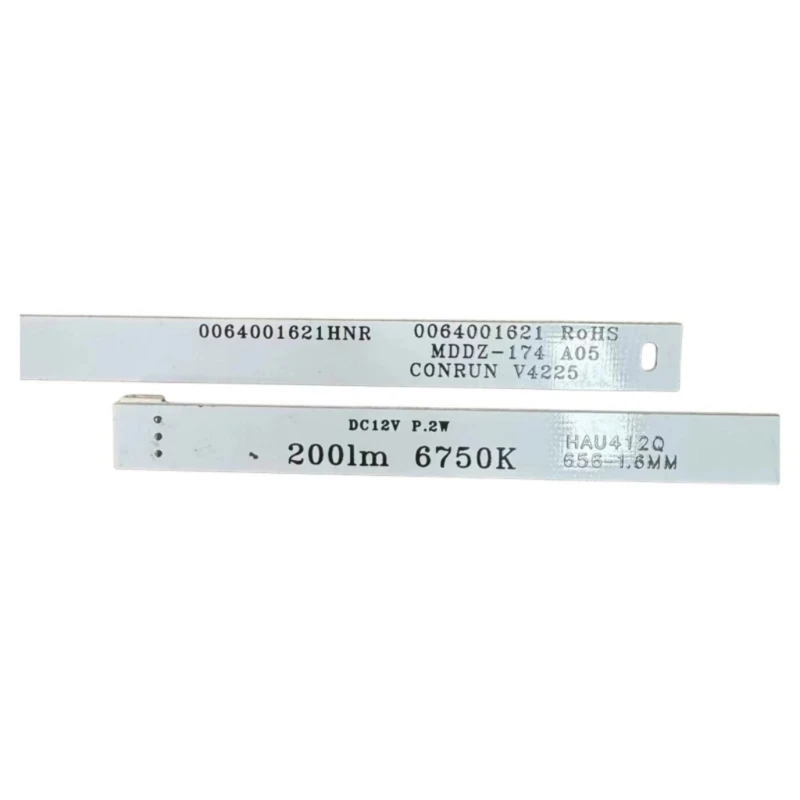 0064001621HNR 0064001621 RoHS
MDDZ-174 A05
CONRUN V4225
DC12V P.2W
200lm 6750K
HAU412Q
656-1.6MM